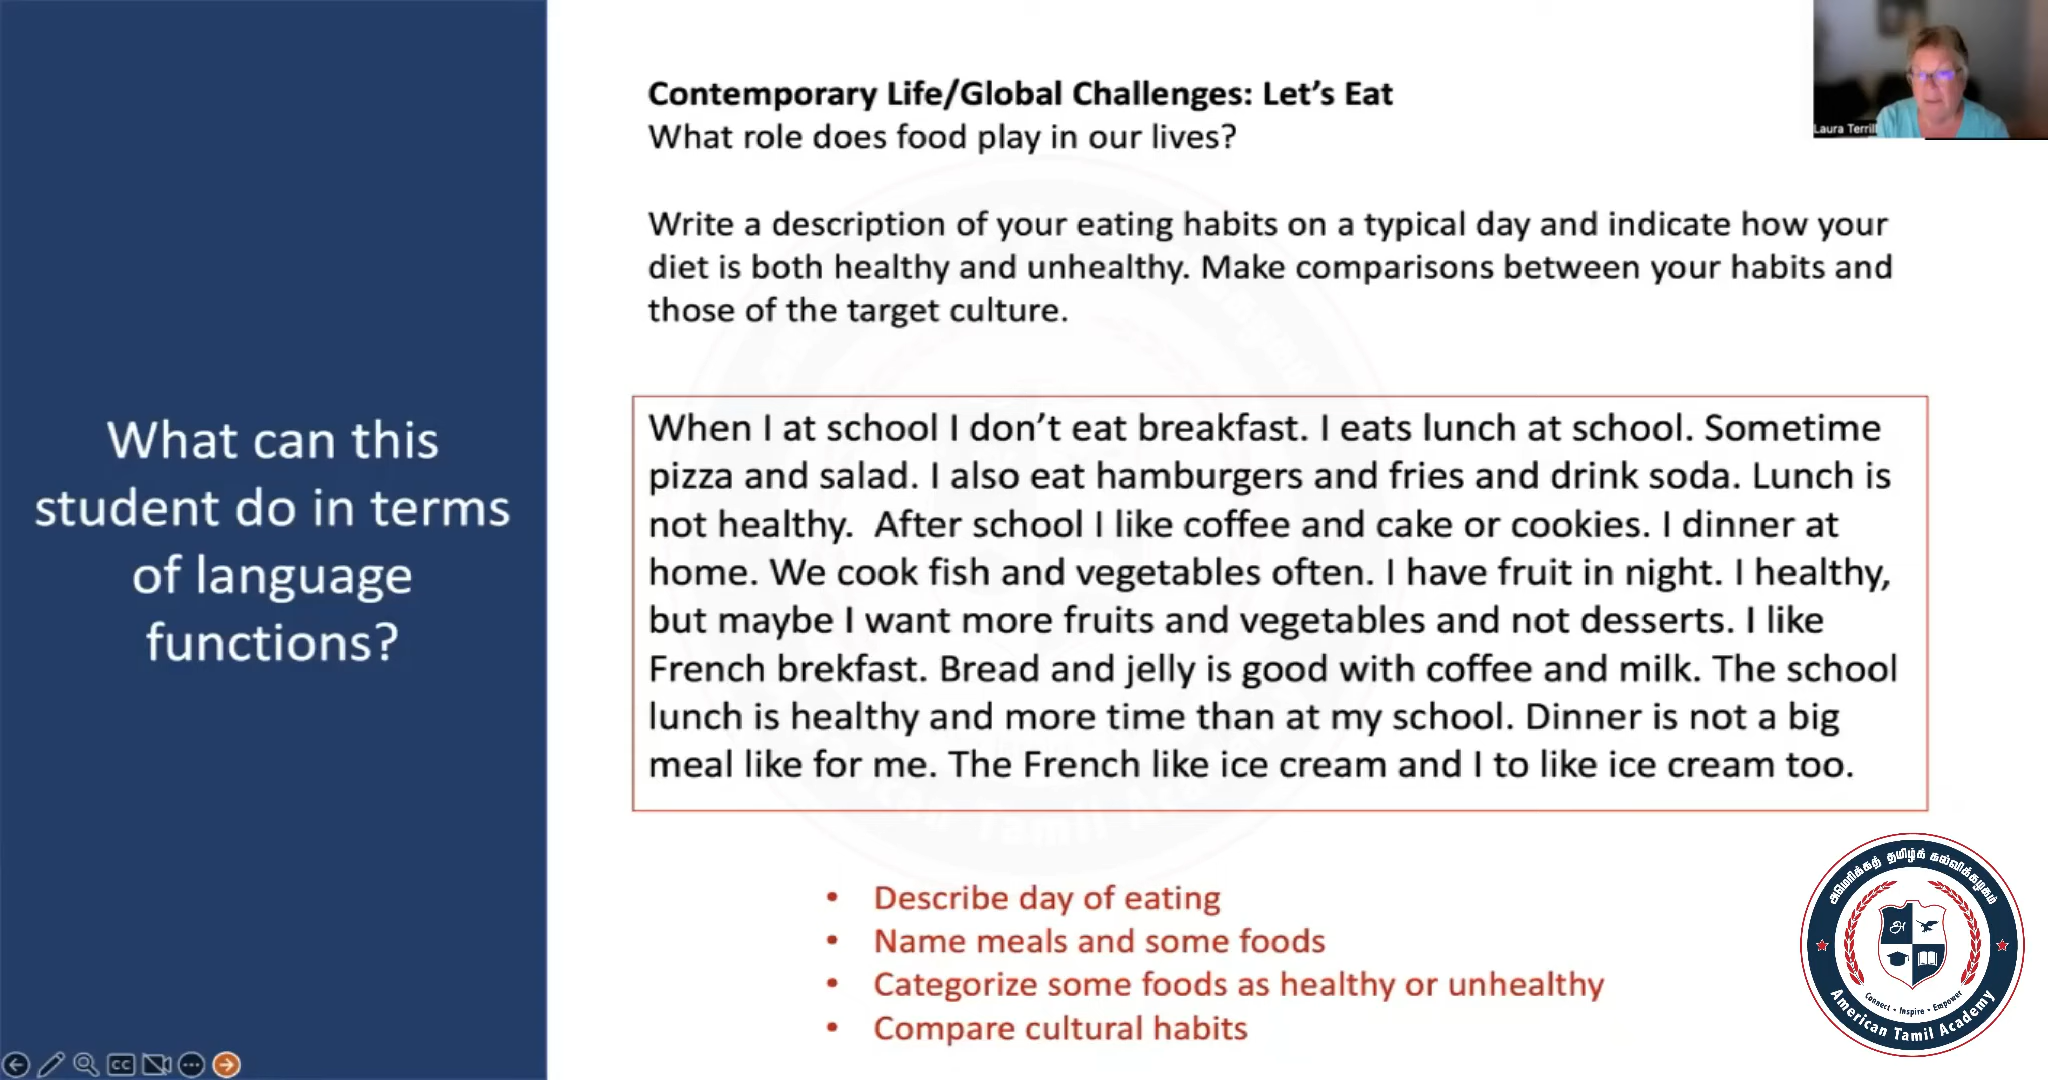 Contemporary Life/Global Challenges: Let's Eat
What role does food play in our lives?
Write a description of your eating habits on a typical day and indicate how your
diet is both healthy and unhealthy. Make comparisons between your habits and
those of the target culture.
What can this
student do in terms
of language
functions?
When I at school I don't eat breakfast. I eats lunch at school. Sometime
pizza and salad. I also eat hamburgers and fries and drink soda. Lunch is
not healthy.  After school I like coffee and cake or cookies. I dinner at
home. We cook fish and vegetables often. I have fruit in night. I healthy,
but maybe I want more fruits and vegetables and not desserts. I like
French brekfast. Bread and jelly is good with coffee and milk. The school
lunch is healthy and more time than at my school. Dinner is not a big
meal like for me. The French like ice cream and I to like ice cream too.
• Describe day of eating
• Name meals and some foods
• Categorize some foods as healthy or unhealthy
• Compare cultural habits
Laura Terrill
அமெரிக்கத் தமிழ்க் கல்விக்கழகம்
அ
Connect • Inspire • Empower
American Tamil Academy
CC